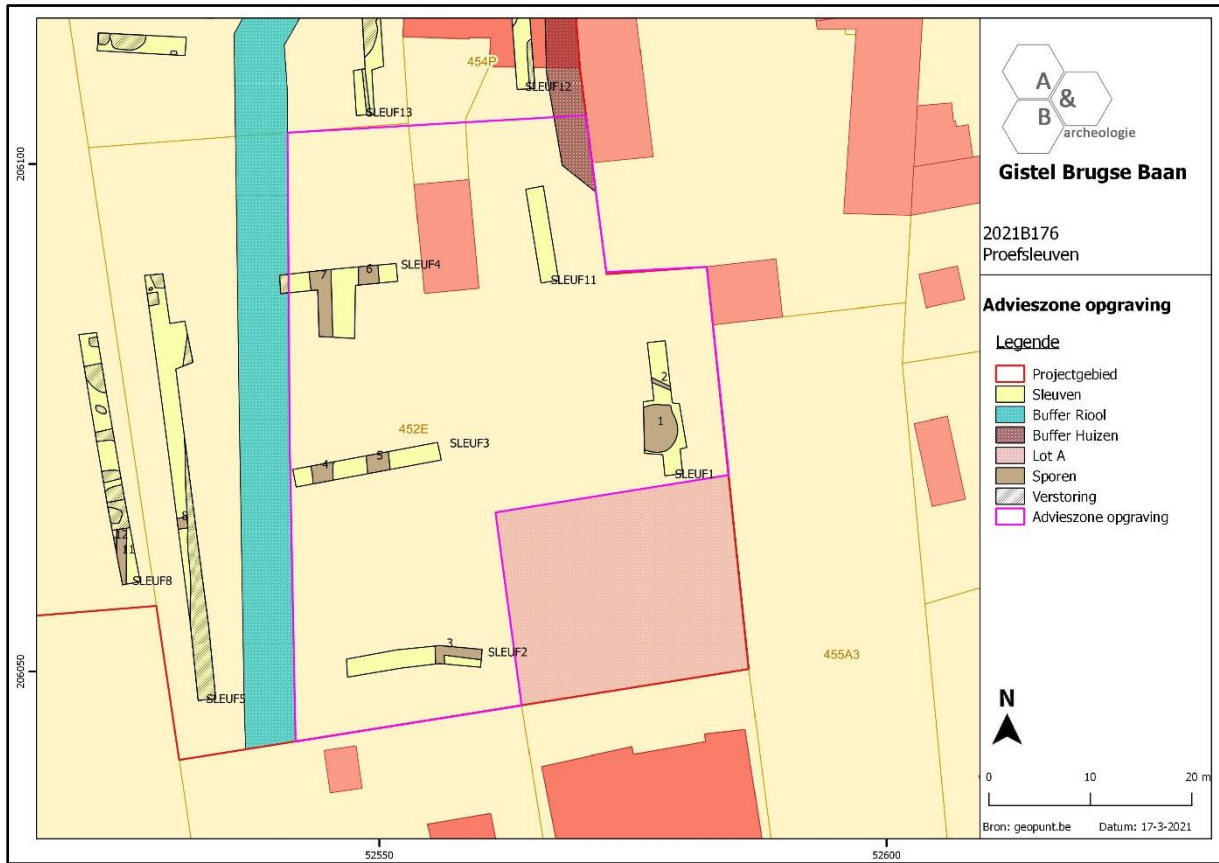 454P
SLEUF12
SLEUF13
206100
SLEUF4
7
6
SLEUF11
2
1
452E
SLEUF3
4
5
SLEUF1
8
12
11
SLEUF8
3
SLEUF2
455A3
206050
SLEUF5
52550
52600
A
&
B
archeologie
Gistel Brugse Baan
2021B176
Proefsleuven
Advieszone opgraving
Legende
Projectgebied
Sleuven
Buffer Riool
Buffer Huizen
Lot A
Sporen
Verstoring
Advieszone opgraving
N
0 10 20 m
Bron: geopunt.be Datum: 17-3-2021